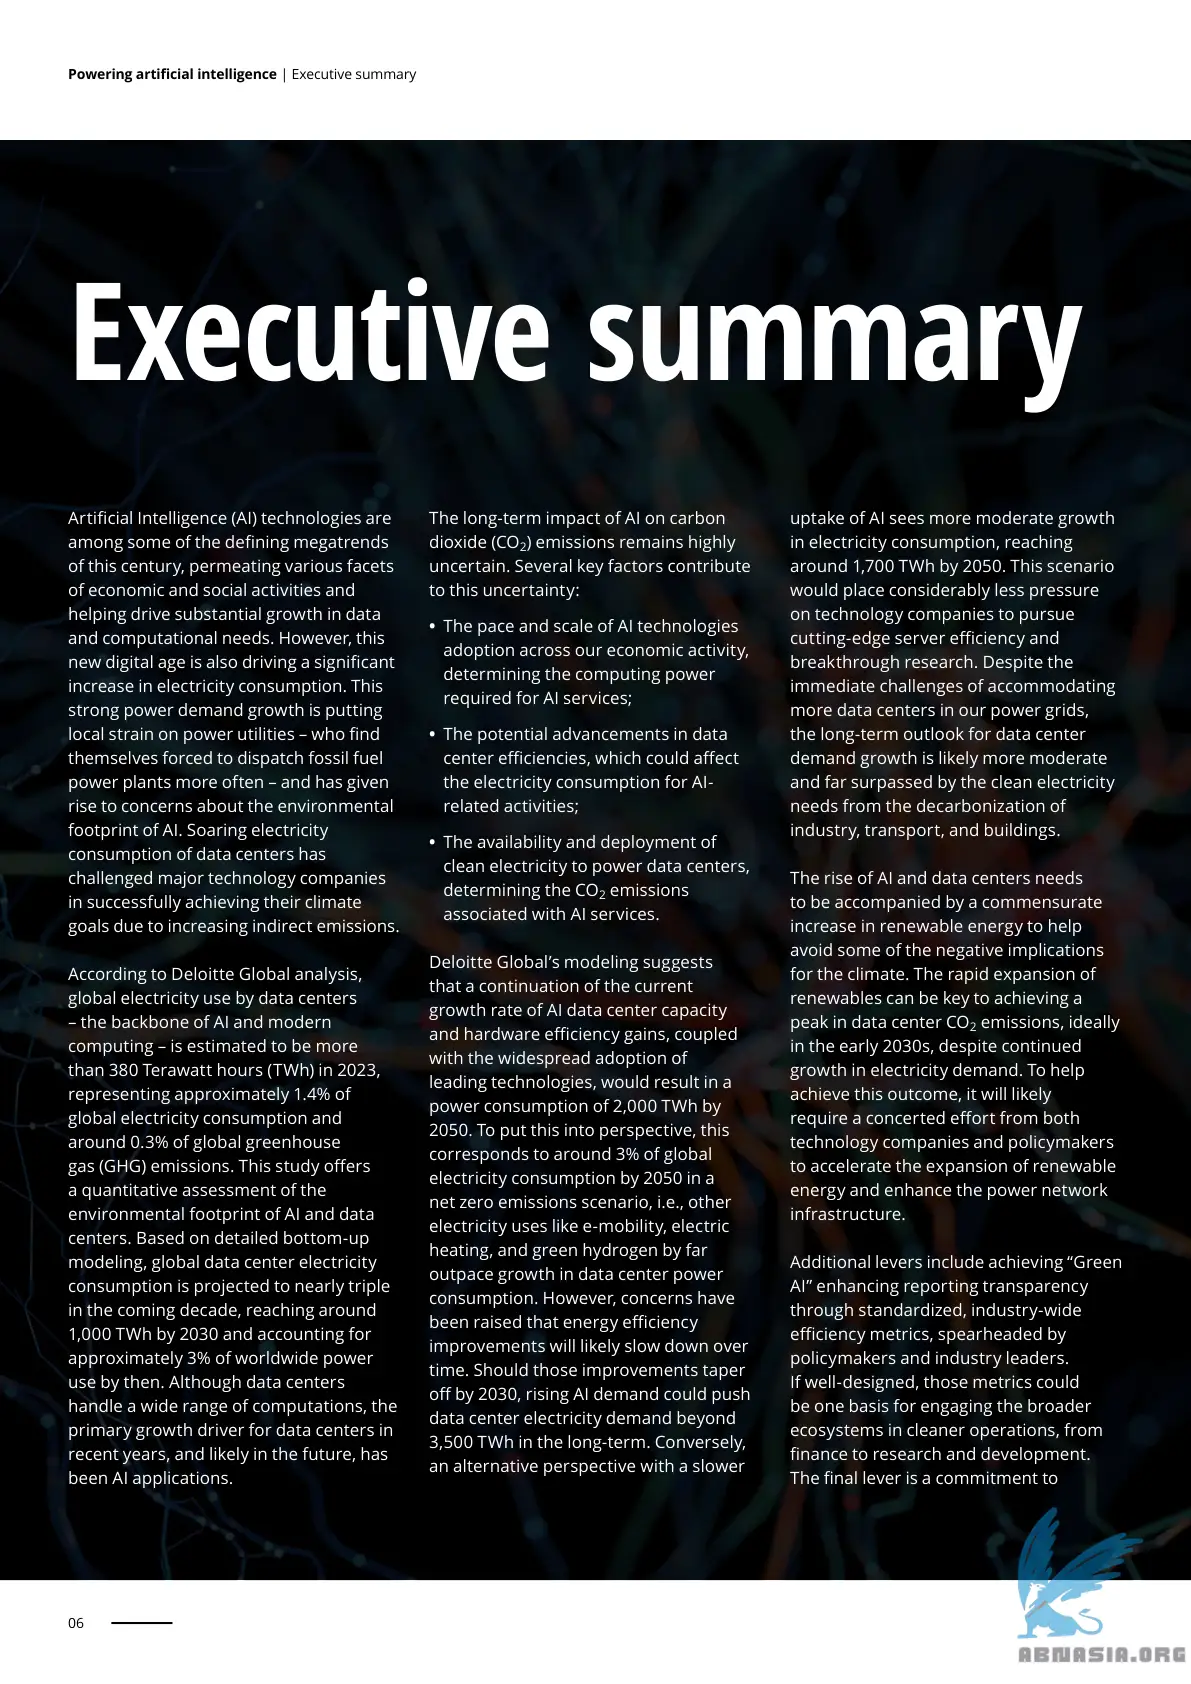 Powering artificial intelligence | Executive summary
Executive summary
Artificial Intelligence (AI) technologies are
among some of the defining megatrends
of this century, permeating various facets
of economic and social activities and
helping drive substantial growth in data
and computational needs. However, this
new digital age is also driving a significant
increase in electricity consumption. This
strong power demand growth is putting
local strain on power utilities – who find
themselves forced to dispatch fossil fuel
power plants more often – and has given
rise to concerns about the environmental
footprint of AI. Soaring electricity
consumption of data centers has
challenged major technology companies
in successfully achieving their climate
goals due to increasing indirect emissions.
According to Deloitte Global analysis,
global electricity use by data centers
– the backbone of AI and modern
computing – is estimated to be more
than 380 Terawatt hours (TWh) in 2023,
representing approximately 1.4% of
global electricity consumption and
around 0.3% of global greenhouse
gas (GHG) emissions. This study offers
a quantitative assessment of the
environmental footprint of AI and data
centers. Based on detailed bottom-up
modeling, global data center electricity
consumption is projected to nearly triple
in the coming decade, reaching around
1,000 TWh by 2030 and accounting for
approximately 3% of worldwide power
use by then. Although data centers
handle a wide range of computations, the
primary growth driver for data centers in
recent years, and likely in the future, has
been AI applications.
The long-term impact of AI on carbon
dioxide (CO₂) emissions remains highly
uncertain. Several key factors contribute
to this uncertainty:
• The pace and scale of AI technologies
adoption across our economic activity,
determining the computing power
required for AI services;
• The potential advancements in data
center efficiencies, which could affect
the electricity consumption for AI-
related activities;
• The availability and deployment of
clean electricity to power data centers,
determining the CO₂ emissions
associated with AI services.
Deloitte Global’s modeling suggests
that a continuation of the current
growth rate of AI data center capacity
and hardware efficiency gains, coupled
with the widespread adoption of
leading technologies, would result in a
power consumption of 2,000 TWh by
2050. To put this into perspective, this
corresponds to around 3% of global
electricity consumption by 2050 in a
net zero emissions scenario, i.e., other
electricity uses like e-mobility, electric
heating, and green hydrogen by far
outpace growth in data center power
consumption. However, concerns have
been raised that energy efficiency
improvements will likely slow down over
time. Should those improvements taper
off by 2030, rising AI demand could push
data center electricity demand beyond
3,500 TWh in the long-term. Conversely,
an alternative perspective with a slower
uptake of AI sees more moderate growth
in electricity consumption, reaching
around 1,700 TWh by 2050. This scenario
would place considerably less pressure
on technology companies to pursue
cutting-edge server efficiency and
breakthrough research. Despite the
immediate challenges of accommodating
more data centers in our power grids,
the long-term outlook for data center
demand growth is likely more moderate
and far surpassed by the clean electricity
needs from the decarbonization of
industry, transport, and buildings.
The rise of AI and data centers needs
to be accompanied by a commensurate
increase in renewable energy to help
avoid some of the negative implications
for the climate. The rapid expansion of
renewables can be key to achieving a
peak in data center CO₂ emissions, ideally
in the early 2030s, despite continued
growth in electricity demand. To help
achieve this outcome, it will likely
require a concerted effort from both
technology companies and policymakers
to accelerate the expansion of renewable
energy and enhance the power network
infrastructure.
Additional levers include achieving “Green
AI” enhancing reporting transparency
through standardized, industry-wide
efficiency metrics, spearheaded by
policymakers and industry leaders.
If well-designed, those metrics could
be one basis for engaging the broader
ecosystems in cleaner operations, from
finance to research and development.
The final lever is a commitment to
06
ABNASIA.ORG